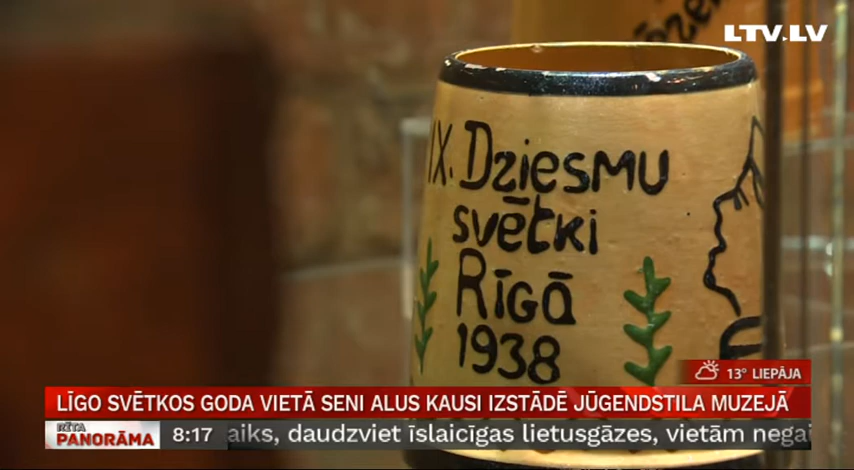 LTV.LV
IX. Dziesmu
svētki
Rīgā
1938
13° LIEPĀJA
LĪGO SVĒTKOS GODA VIETĀ SENI ALUS KAUSI IZSTĀDĒ JŪGENDSTILA MUZEJĀ
RĪTA
PANORĀMA
8:17 aiks, daudzviet īslaicīgas lietusgāzes, vietām negai